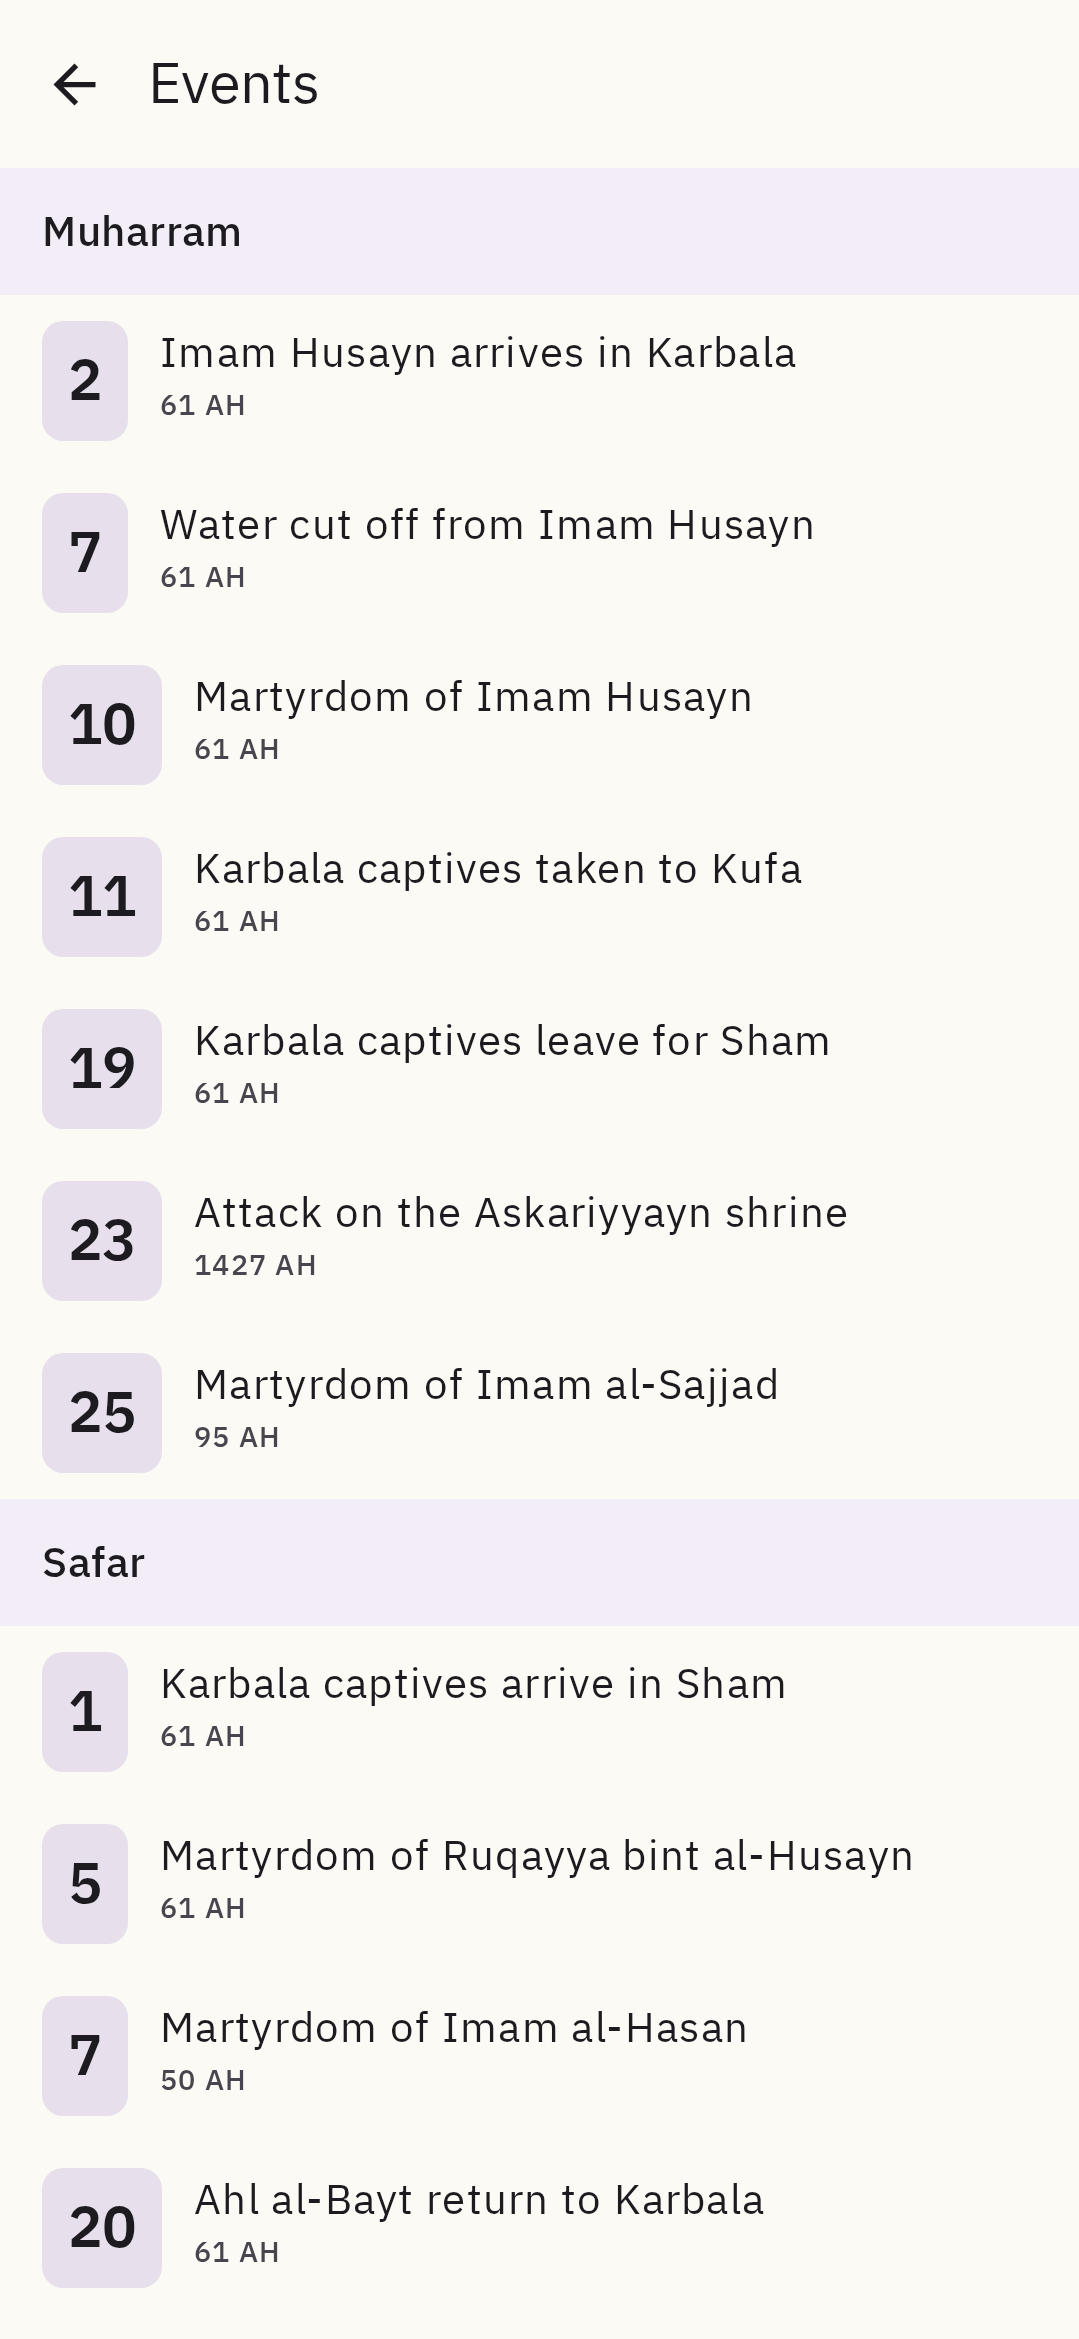 Events
Muharram
2
Imam Husayn arrives in Karbala
61 AH
7
Water cut off from Imam Husayn
61 AH
10
Martyrdom of Imam Husayn
61 AH
11
Karbala captives taken to Kufa
61 AH
19
Karbala captives leave for Sham
61 AH
23
Attack on the Askariyyayn shrine
1427 AH
25
Martyrdom of Imam al-Sajjad
95 AH
Safar
1
Karbala captives arrive in Sham
61 AH
5
Martyrdom of Ruqayya bint al-Husayn
61 AH
7
Martyrdom of Imam al-Hasan
50 AH
20
Ahl al-Bayt return to Karbala
61 AH